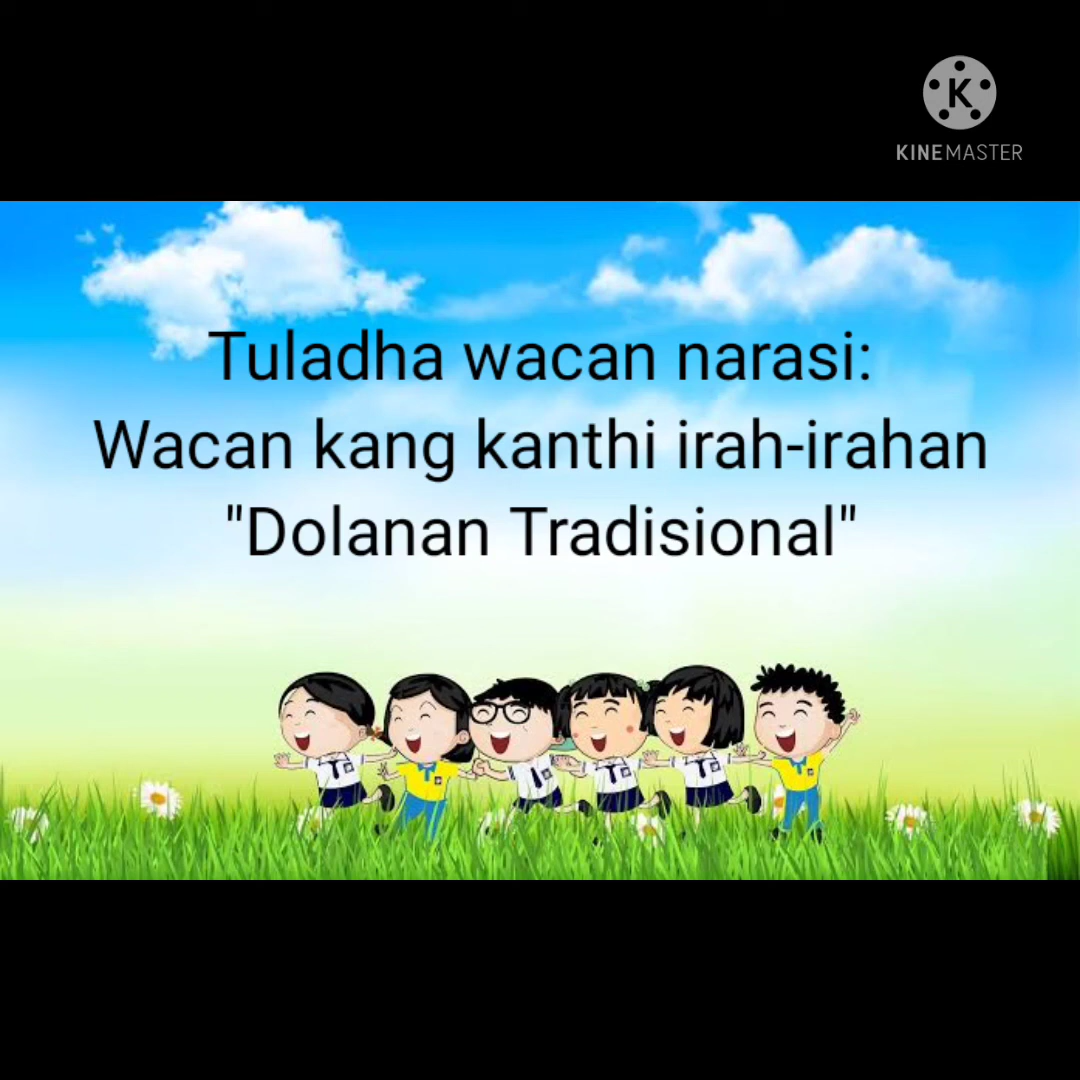 K
KINEMASTER
Tuladha wacan narasi:
Wacan kang kanthi irah-irahan
"Dolanan Tradisional"